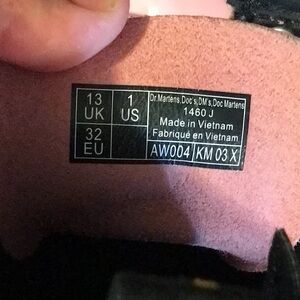 13 UK
1 US
32 EU
Dr.Martens, Doc's, DM's, Doc Martens
1460 J
Made in Vietnam
Fabriqué en Vietnam
AW004 KM 03 X